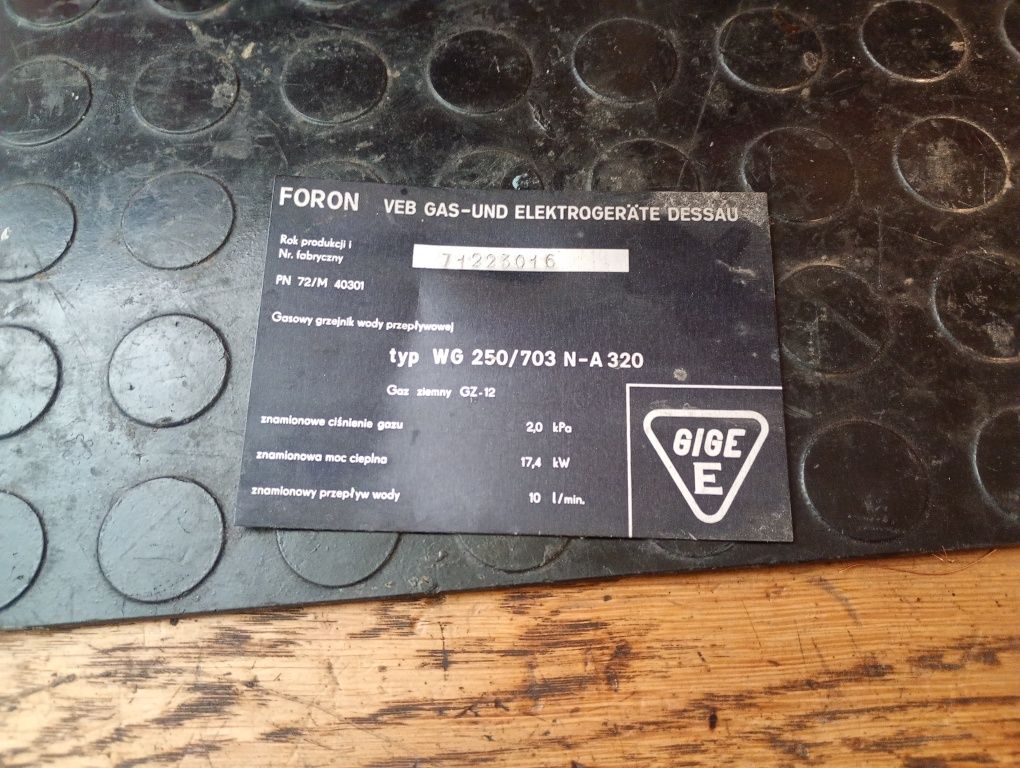 FORON VEB GAS-UND ELEKTROGERÄTE DESSAU
Rok produkcji i
Nr. fabryczny
71223016
PN 72/M 40301
Gasowy grzejnik wody przepływowej
typ WG 250/703 N-A 320
Gaz ziemny GZ-12
znamionowe ciśnienie gazu 2,0 kPa
znamionowa moc cieplna 17,4 kW
znamionowy przepływ wody 10 l/min.
GIGE
E